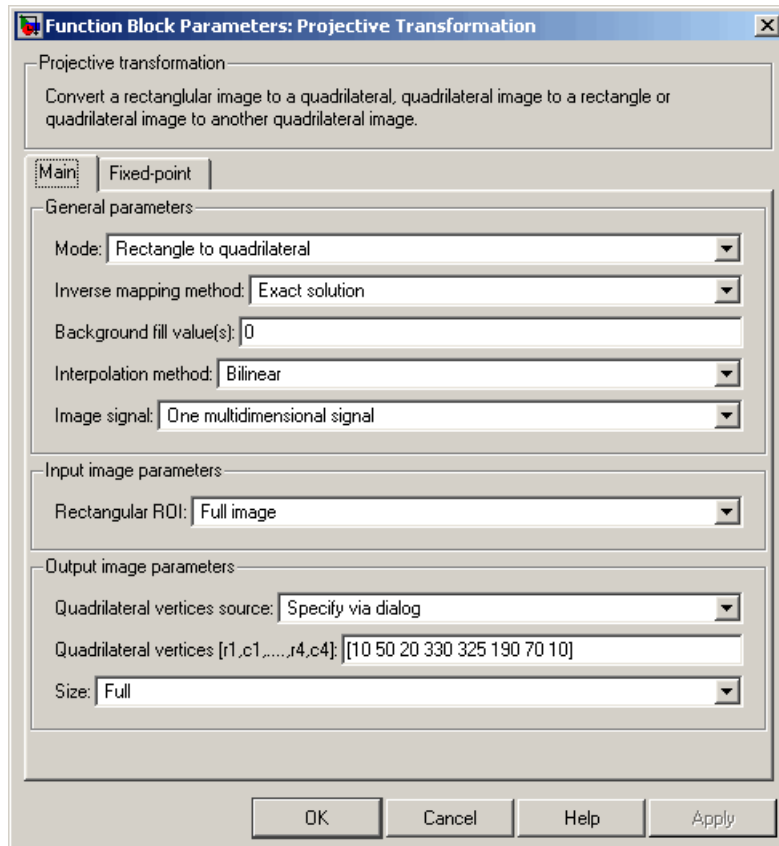 Function Block Parameters: Projective Transformation
Projective transformation
Convert a rectanglular image to a quadrilateral, quadrilateral image to a rectangle or
quadrilateral image to another quadrilateral image.
Main Fixed-point
General parameters
Mode: Rectangle to quadrilateral
Inverse mapping method: Exact solution
Background fill value(s): 0
Interpolation method: Bilinear
Image signal: One multidimensional signal
Input image parameters
Rectangular ROI: Full image
Output image parameters
Quadrilateral vertices source: Specify via dialog
Quadrilateral vertices [r1,c1,....,r4,c4]: [10 50 20 330 325 190 70 10]
Size: Full
OK Cancel Help Apply